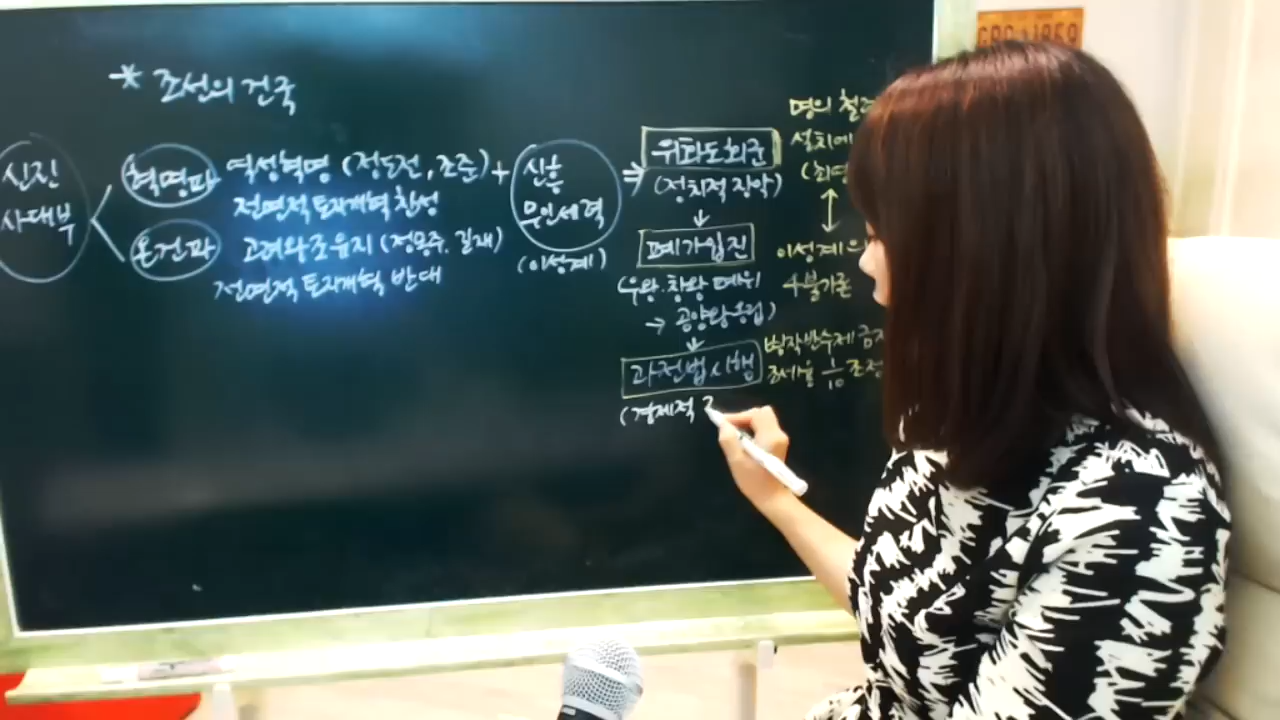 * 조선의 건국
신진
사대부
혁명파
역성혁명 (정도전, 조준)
전면적 토지개혁 찬성
온건파
고려왕조 유지 (정몽주, 길재)
전면적 토지개혁 반대
+
신흥
무인세력
(이성계)
⇒
위화도 회군
(정치적 장악)
↓
폐가입진
(우왕·창왕 폐위
→ 공양왕 옹립)
↓
과전법 시행
(경제적
명의 철
설치에
(최영
↕
이성계의
4불가론
병작반수제 금지
조세율 1/10 조정